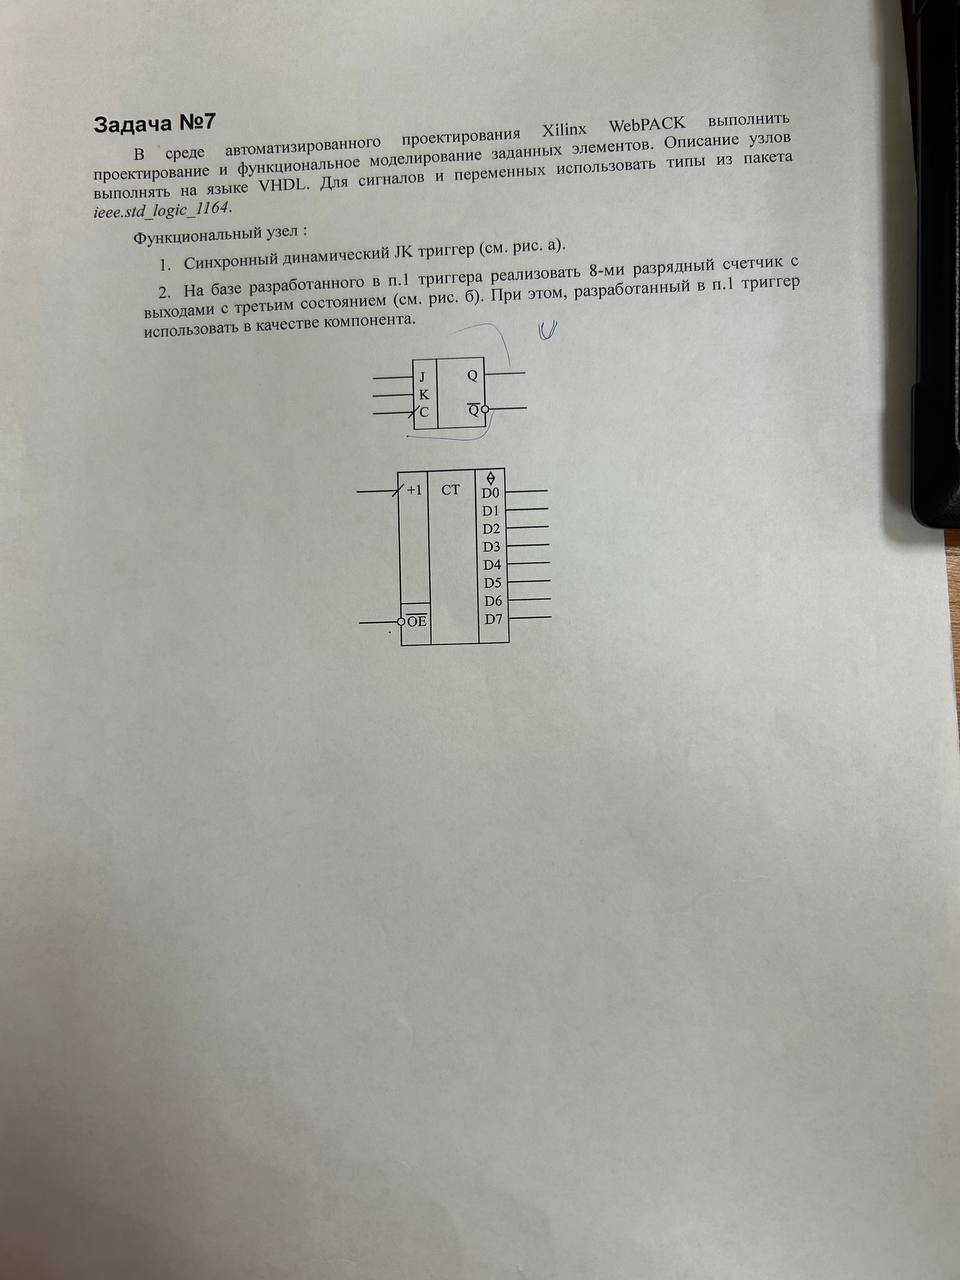 Задача №7
В среде автоматизированного проектирования Xilinx WebPACK выполнить
проектирование и функциональное моделирование заданных элементов. Описание узлов
выполнять на языке VHDL. Для сигналов и переменных использовать типы из пакета
ieee.std_logic_1164.
Функциональный узел :
1. Синхронный динамический JK триггер (см. рис. а).
2. На базе разработанного в п.1 триггера реализовать 8-ми разрядный счетчик с
выходами с третьим состоянием (см. рис. б). При этом, разработанный в п.1 триггер
использовать в качестве компонента.
J Q
K
C Q̅
+1 CT D0
D1
D2
D3
D4
D5
D6
O̅E̅ D7